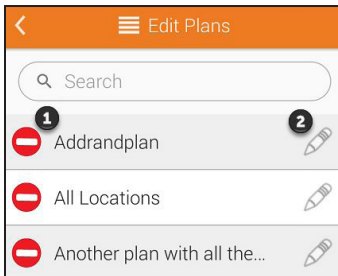 Edit Plans
Search
1 2
Addrandplan
All Locations
Another plan with all the...